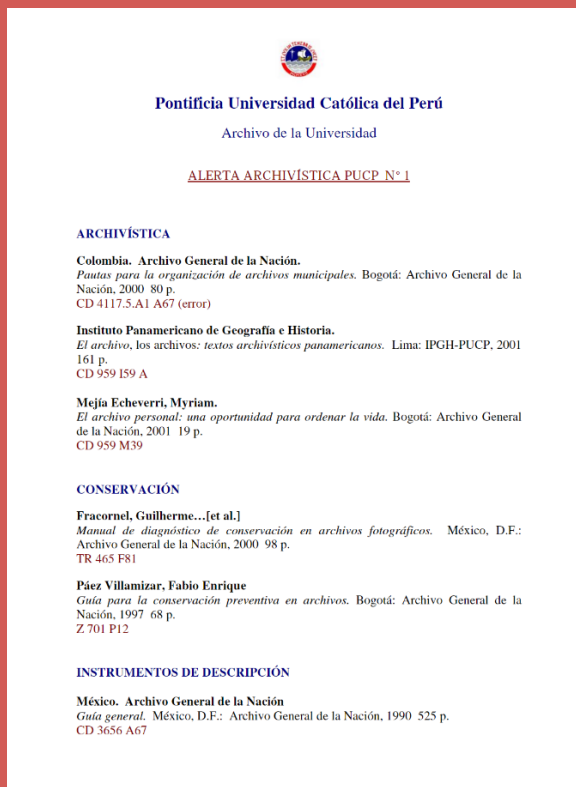 Pontificia Universidad Católica del Perú
Archivo de la Universidad
ALERTA ARCHIVÍSTICA PUCP N° 1
ARCHIVÍSTICA
Colombia. Archivo General de la Nación.
Pautas para la organización de archivos municipales. Bogotá: Archivo General de la
Nación, 2000 80 p.
CD 4117.5.A1 A67 (error)
Instituto Panamericano de Geografía e Historia.
El archivo, los archivos: textos archivísticos panamericanos. Lima: IPGH-PUCP, 2001
161 p.
CD 959 I59 A
Mejía Echeverri, Myriam.
El archivo personal: una oportunidad para ordenar la vida. Bogotá: Archivo General
de la Nación, 2001 19 p.
CD 959 M39
CONSERVACIÓN
Fracornel, Guilherme…[et al.]
Manual de diagnóstico de conservación en archivos fotográficos. México, D.F.:
Archivo General de la Nación, 2000 98 p.
TR 465 F81
Páez Villamizar, Fabio Enrique
Guía para la conservación preventiva en archivos. Bogotá: Archivo General de la
Nación, 1997 68 p.
Z 701 P12
INSTRUMENTOS DE DESCRIPCIÓN
México. Archivo General de la Nación
Guía general. México, D.F.: Archivo General de la Nación, 1990 525 p.
CD 3656 A67